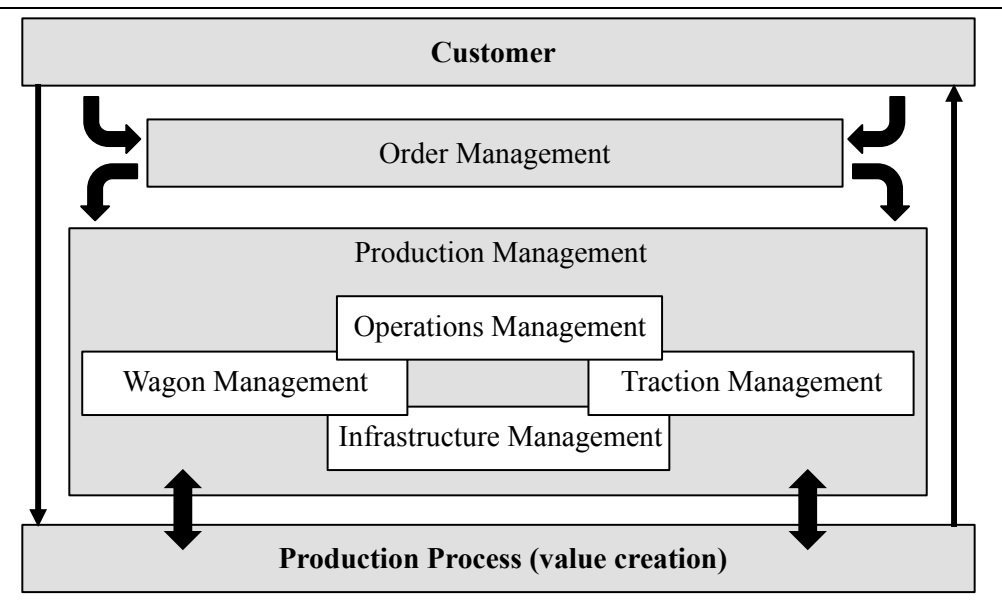 Customer
Order Management
Production Management
Operations Management
Wagon Management
Traction Management
Infrastructure Management
Production Process (value creation)